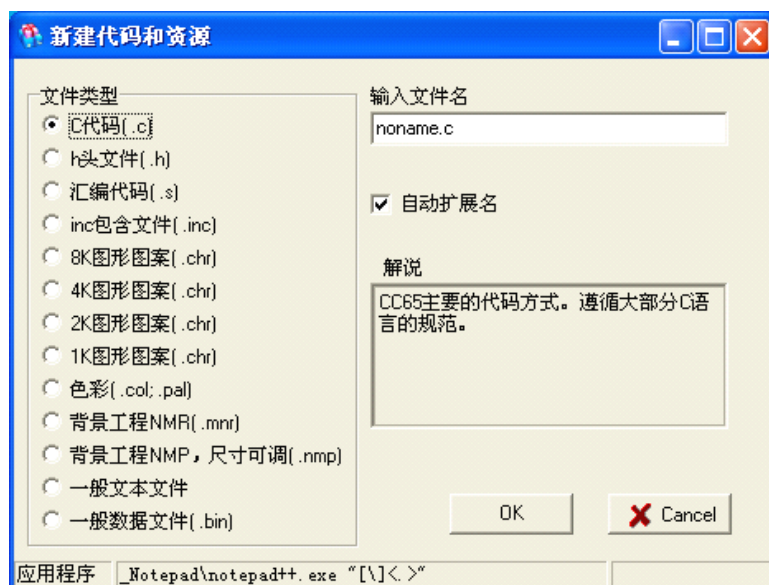 新建代码和资源
文件类型
C代码(.c)
h头文件(.h)
汇编代码(.s)
inc包含文件(.inc)
8K图形图案(.chr)
4K图形图案(.chr)
2K图形图案(.chr)
1K图形图案(.chr)
色彩(.col;.pal)
背景工程NMR(.mnr)
背景工程NMP，尺寸可调(.nmp)
一般文本文件
一般数据文件(.bin)
输入文件名
noname.c
自动扩展名
解说
CC65主要的代码方式。遵循大部分C语
言的规范。
OK
Cancel
应用程序
_Notepad\notepad++.exe "[\]<.>"